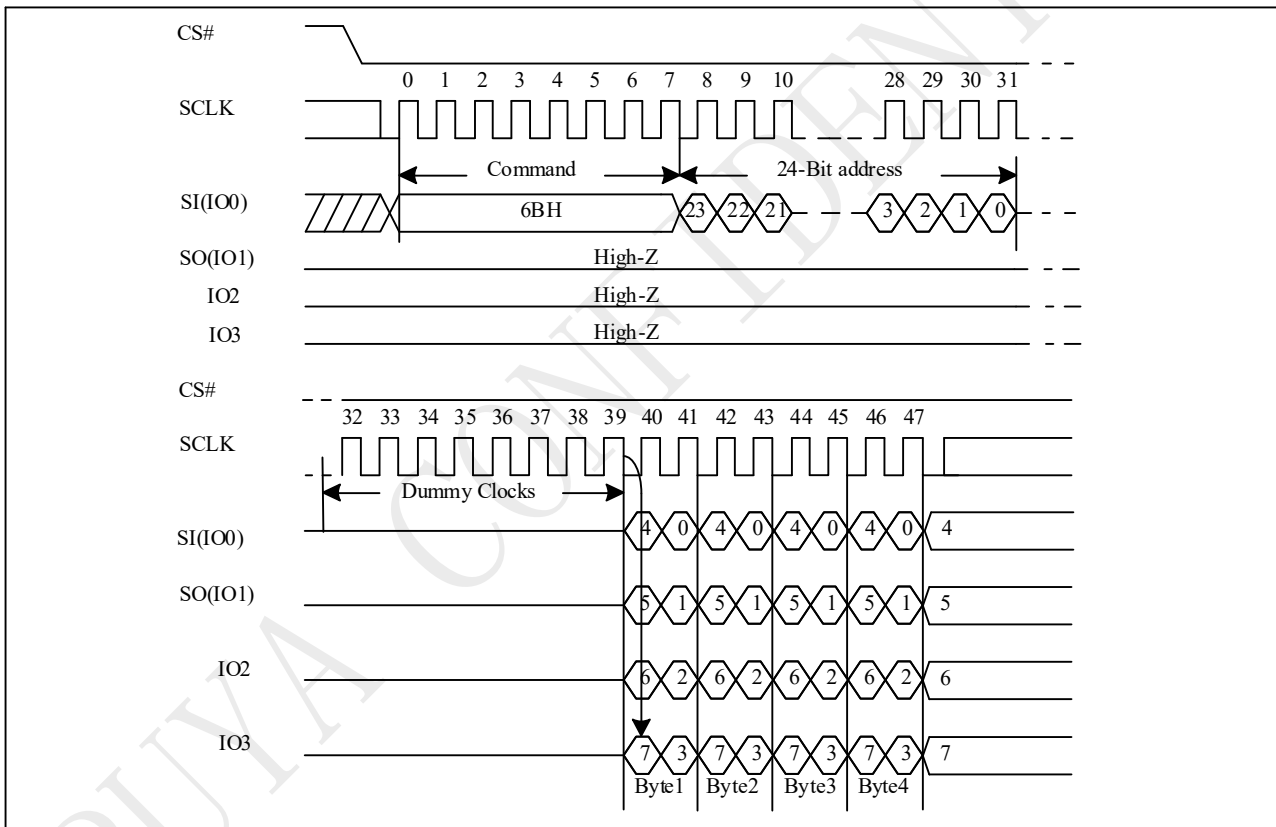 CS#
0 1 2 3 4 5 6 7 8 9 10 28 29 30 31
SCLK
Command 24-Bit address
SI(IO0) 6BH 23 22 21 3 2 1 0
SO(IO1) High-Z
IO2 High-Z
IO3 High-Z
CS#
32 33 34 35 36 37 38 39 40 41 42 43 44 45 46 47
SCLK
Dummy Clocks
SI(IO0) 4 0 4 0 4 0 4 0 4
SO(IO1) 5 1 5 1 5 1 5 1 5
IO2 6 2 6 2 6 2 6 2 6
IO3 7 3 7 3 7 3 7 3 7
Byte1 Byte2 Byte3 Byte4
PUYA CONFIDENT